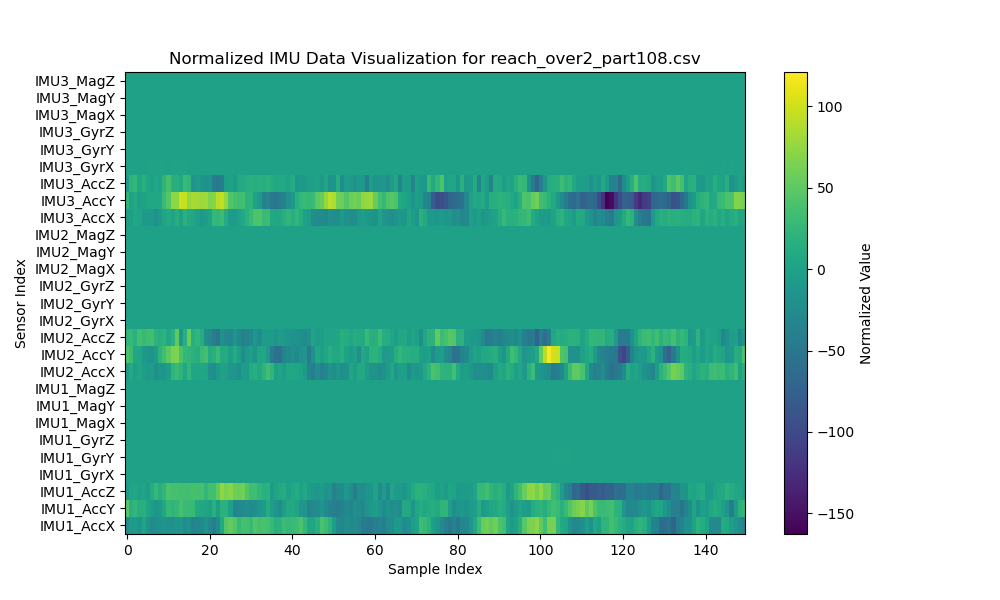 Normalized IMU Data Visualization for reach_over2_part108.csv
IMU3_MagZ
IMU3_MagY
IMU3_MagX
IMU3_GyrZ
IMU3_GyrY
IMU3_GyrX
IMU3_AccZ
IMU3_AccY
IMU3_AccX
IMU2_MagZ
IMU2_MagY
IMU2_MagX
IMU2_GyrZ
IMU2_GyrY
IMU2_GyrX
IMU2_AccZ
IMU2_AccY
IMU2_AccX
IMU1_MagZ
IMU1_MagY
IMU1_MagX
IMU1_GyrZ
IMU1_GyrY
IMU1_GyrX
IMU1_AccZ
IMU1_AccY
IMU1_AccX
Sensor Index
0 20 40 60 80 100 120 140
Sample Index
100
50
0
−50
−100
−150
Normalized Value